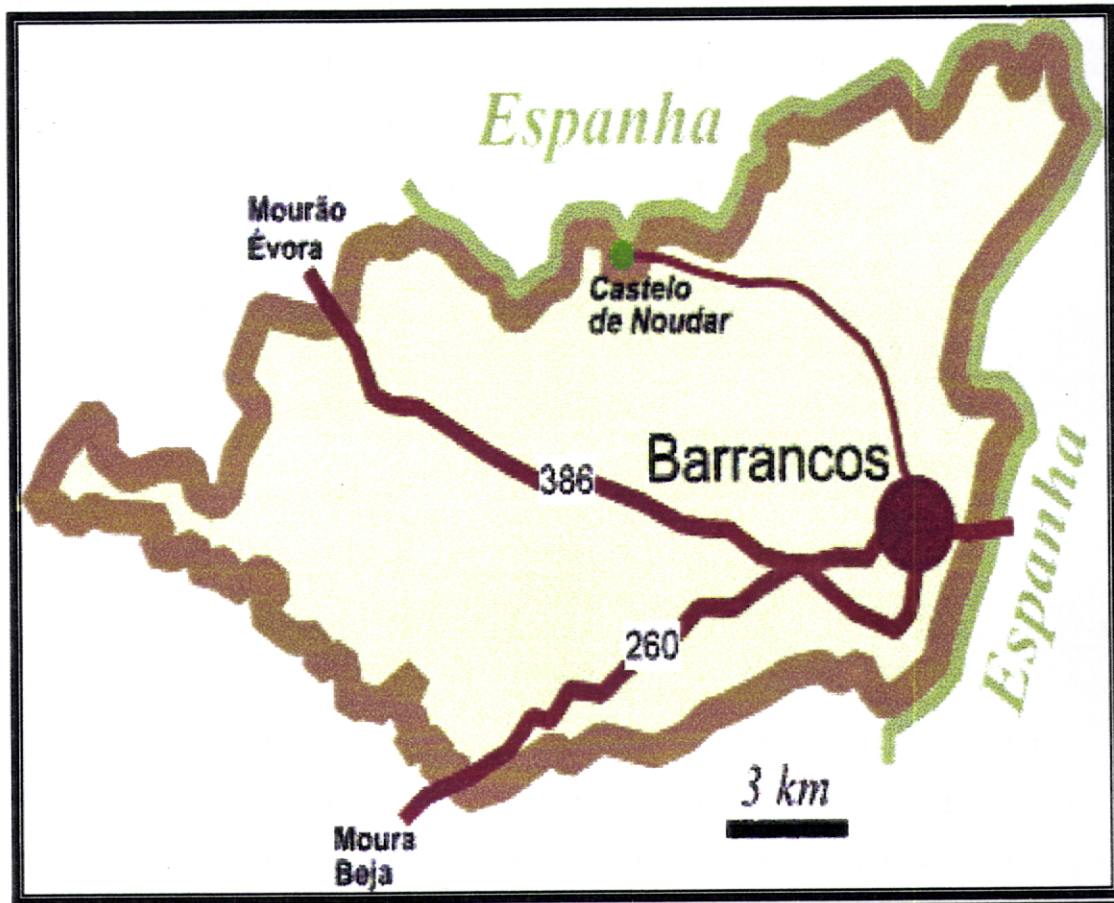 Espanha
Mourão
Évora
Castelo
de Noudar
Barrancos
386
Espanha
260
3 km
Moura
Beja